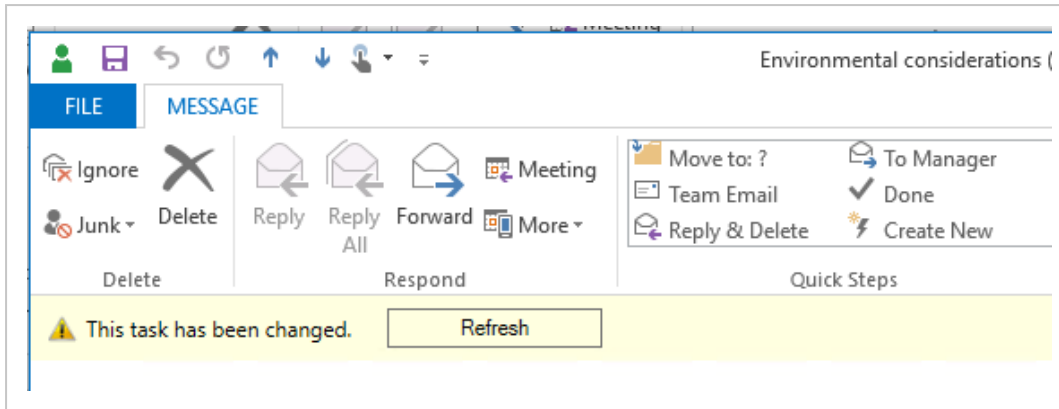 Meeting
Environmental considerations (
FILE MESSAGE
Ignore
Junk
Delete
Reply
Reply
All
Forward
Meeting
More
Move to: ?
Team Email
Reply & Delete
To Manager
Done
Create New
Delete Respond Quick Steps
This task has been changed. Refresh